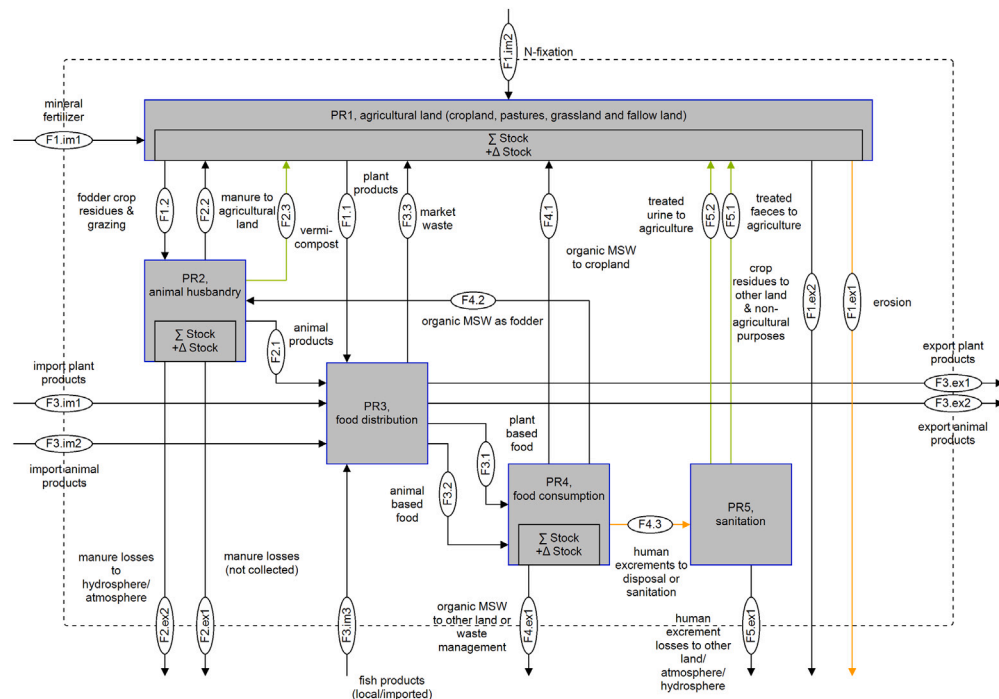 F1.im2
N-fixation
mineral
fertilizer
F1.im1
PR1, agricultural land (cropland, pastures, grassland and fallow land)
∑ Stock
+Δ Stock
fodder crop
residues &
grazing
F1.2
F2.2
manure to
agricultural
land
F2.3
vermi-
compost
F1.1
plant
products
F3.3
market
waste
F4.1
organic MSW
to cropland
treated
urine to
agriculture
F5.2
F5.1
treated
faeces to
agriculture
crop
residues to
other land
& non-
agricultural
purposes
F1.ex2
F1.ex1
erosion
PR2,
animal husbandry
∑ Stock
+Δ Stock
F4.2
organic MSW as fodder
F2.1
animal
products
import plant
products
F3.im1
F3.im2
import animal
products
PR3,
food distribution
export plant
products
F3.ex1
F3.ex2
export animal
products
F3.1
plant
based
food
F3.2
animal
based
food
PR4,
food consumption
∑ Stock
+Δ Stock
F4.3
human
excrements to
disposal or
sanitation
PR5,
sanitation
manure losses
to
hydrosphere/
atmosphere
F2.ex2
F2.ex1
manure losses
(not collected)
F3.im3
fish products
(local/imported)
organic MSW
to other land or
waste
management
F4.ex1
human
excrement
losses to other
land/
atmosphere/
hydrosphere
F5.ex1